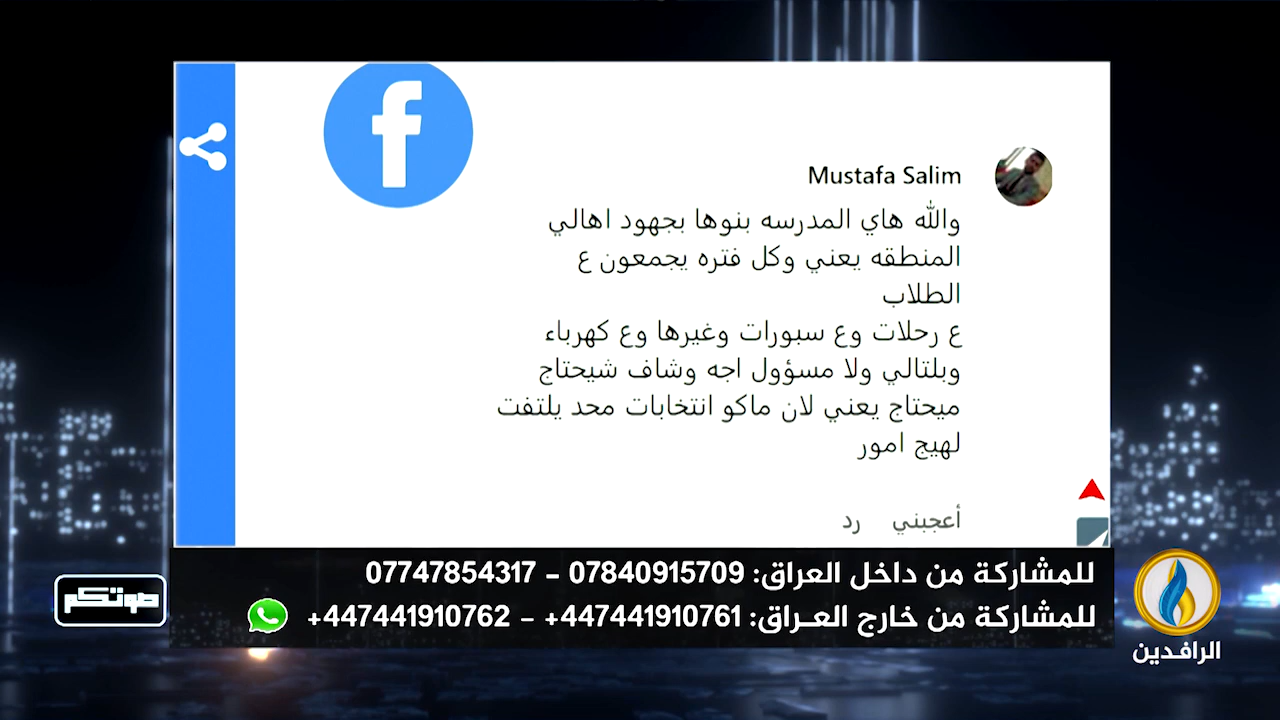 Mustafa Salim
والله هاي المدرسه بنوها بجهود اهالي
المنطقه يعني وكل فتره يجمعون ع
الطلاب
ع رحلات وع سبورات وغيرها وع كهرباء
وبلتالي ولا مسؤول اجه وشاف شيحتاج
ميحتاج يعني لان ماكو انتخابات محد يلتفت
لهيج امور
أعجبني رد
للمشاركة من داخل العراق: 07840915709 - 07747854317
للمشاركة من خارج العـراق: 447441910761+ - 447441910762+
صوتكم
الرافدين